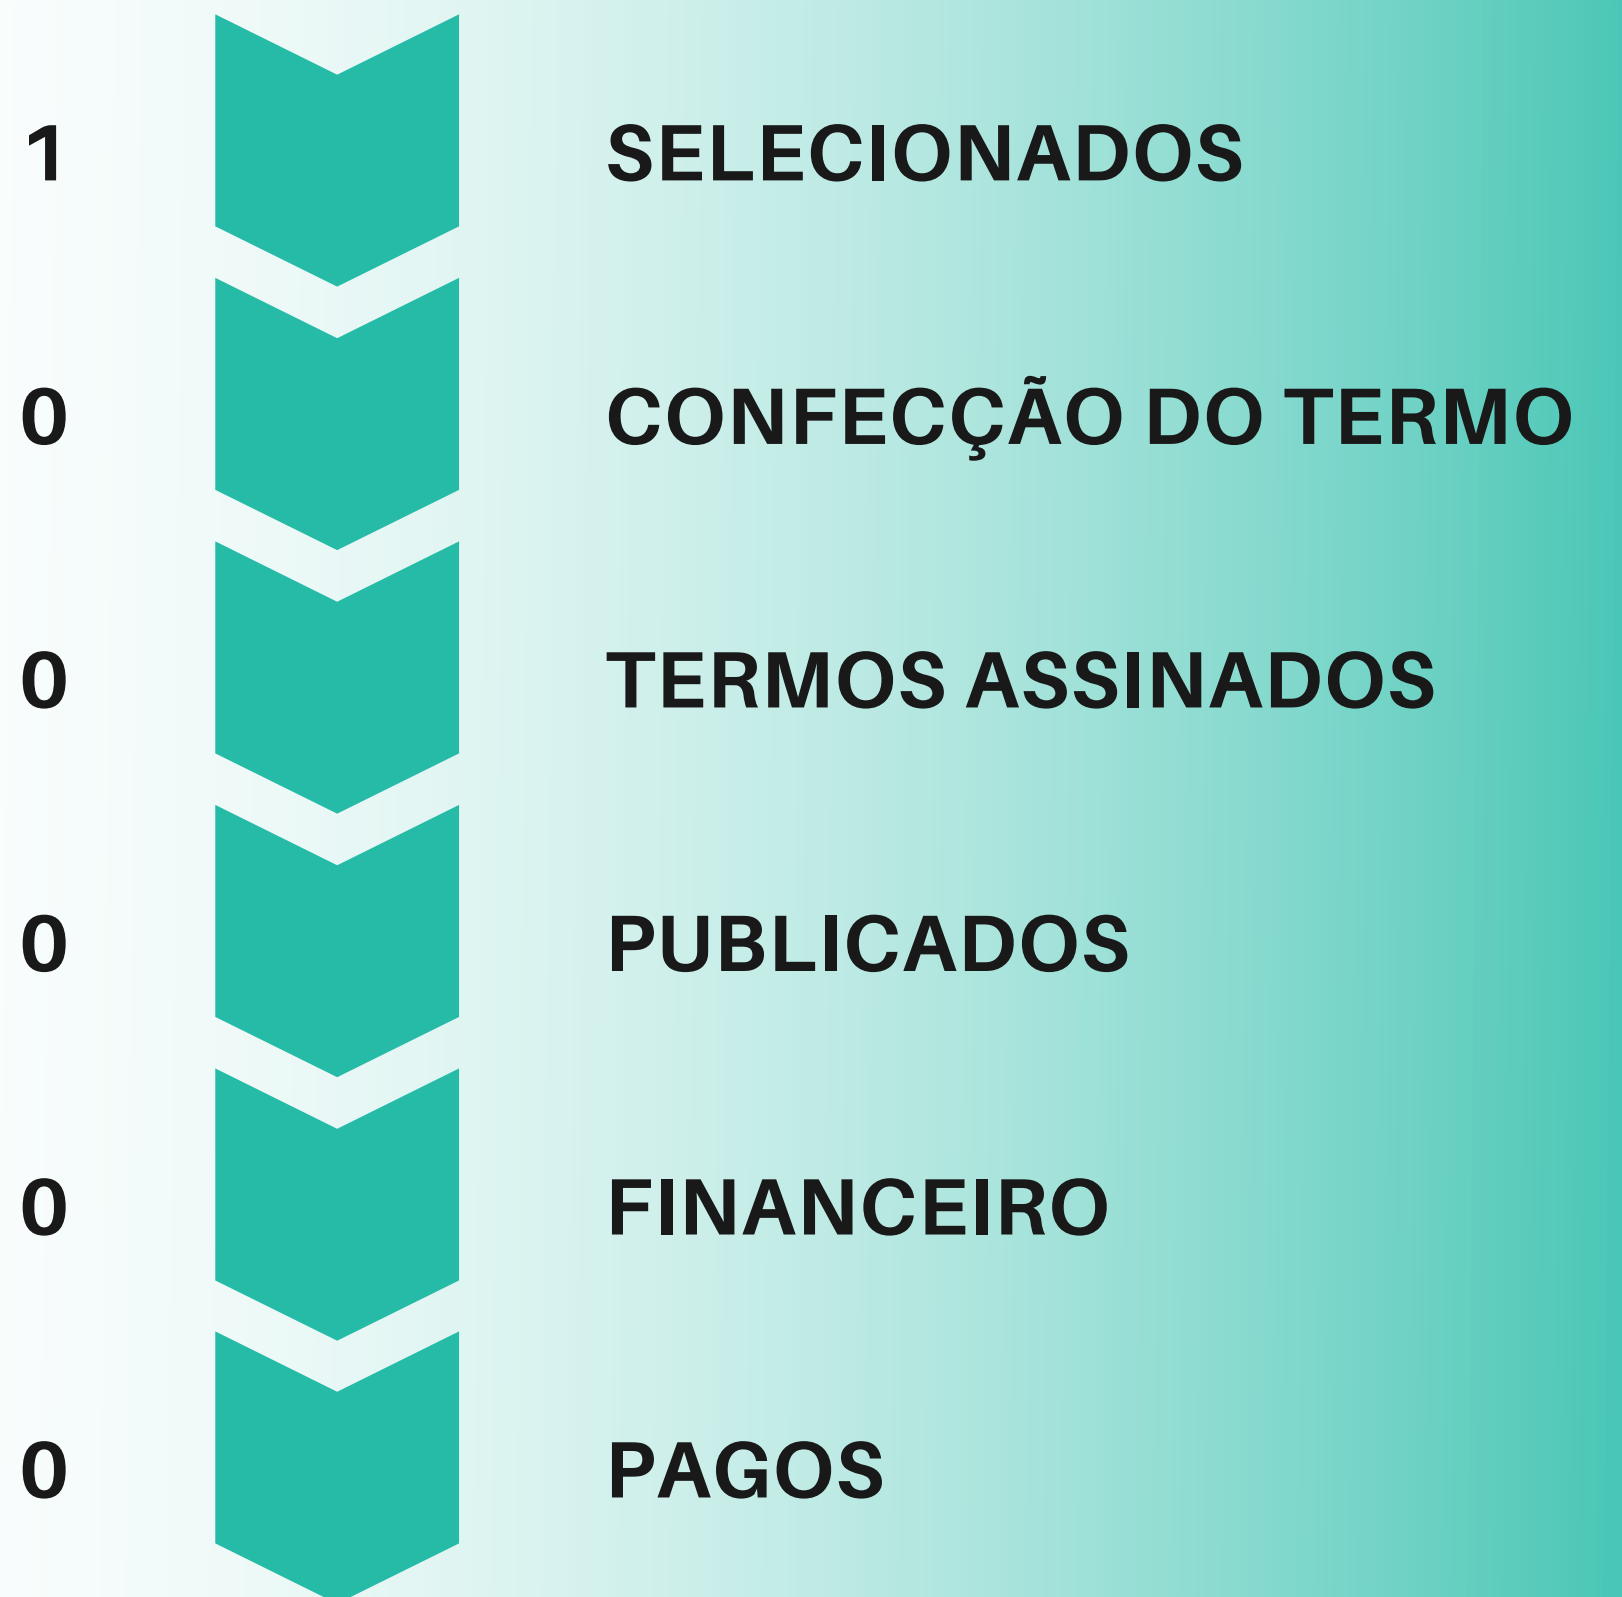 1 SELECIONADOS
0 CONFECÇÃO DO TERMO
0 TERMOS ASSINADOS
0 PUBLICADOS
0 FINANCEIRO
0 PAGOS